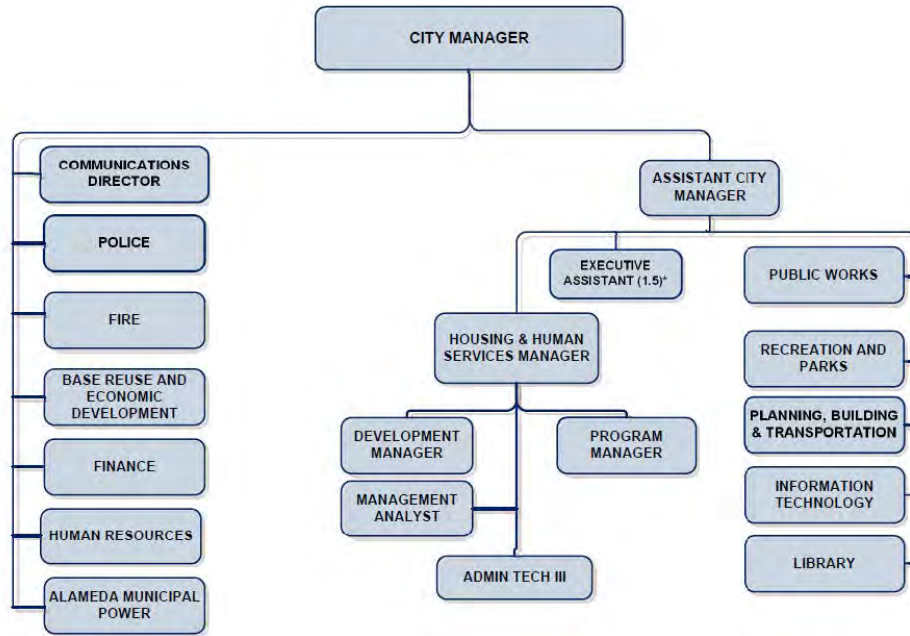 CITY MANAGER
COMMUNICATIONS
DIRECTOR
POLICE
FIRE
BASE REUSE AND
ECONOMIC
DEVELOPMENT
FINANCE
HUMAN RESOURCES
ALAMEDA MUNICIPAL
POWER
ASSISTANT CITY
MANAGER
EXECUTIVE
ASSISTANT (1.5)*
HOUSING & HUMAN
SERVICES MANAGER
DEVELOPMENT
MANAGER
PROGRAM
MANAGER
MANAGEMENT
ANALYST
ADMIN TECH III
PUBLIC WORKS
RECREATION AND
PARKS
PLANNING, BUILDING
& TRANSPORTATION
INFORMATION
TECHNOLOGY
LIBRARY